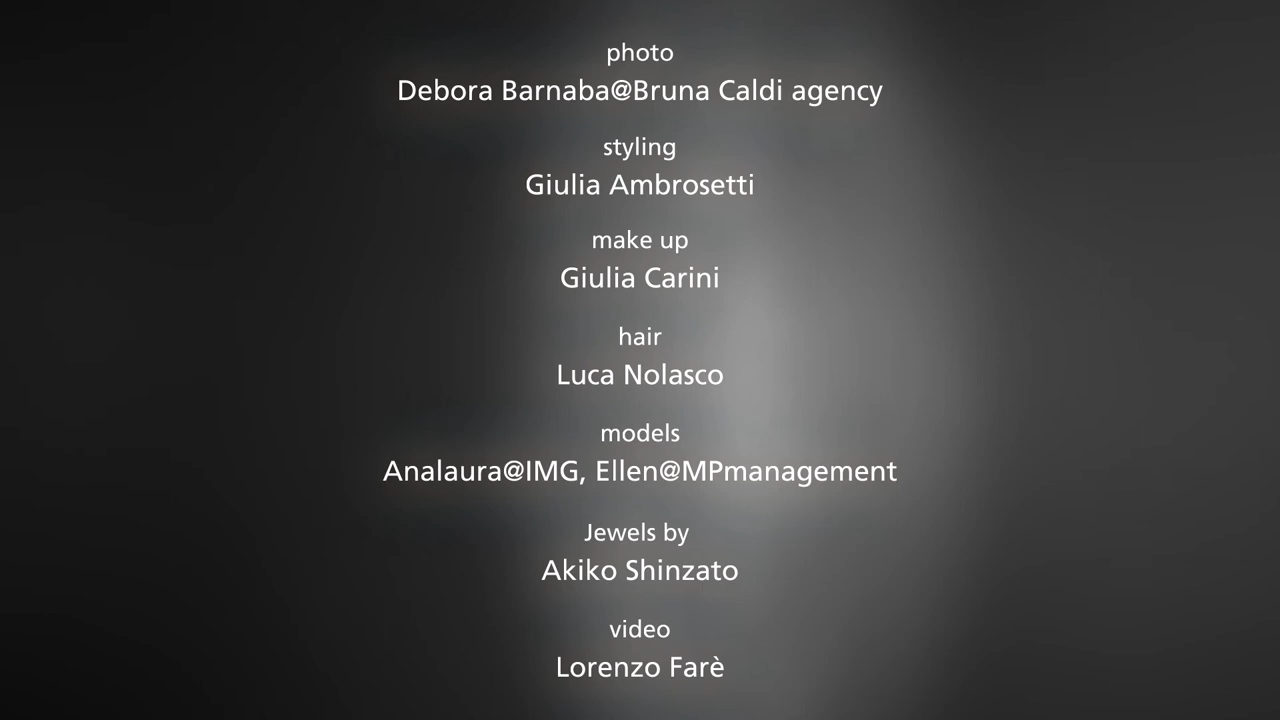 photo
Debora Barnaba@Bruna Caldi agency
styling
Giulia Ambrosetti
make up
Giulia Carini
hair
Luca Nolasco
models
Analaura@IMG, Ellen@MPmanagement
Jewels by
Akiko Shinzato
video
Lorenzo Farè